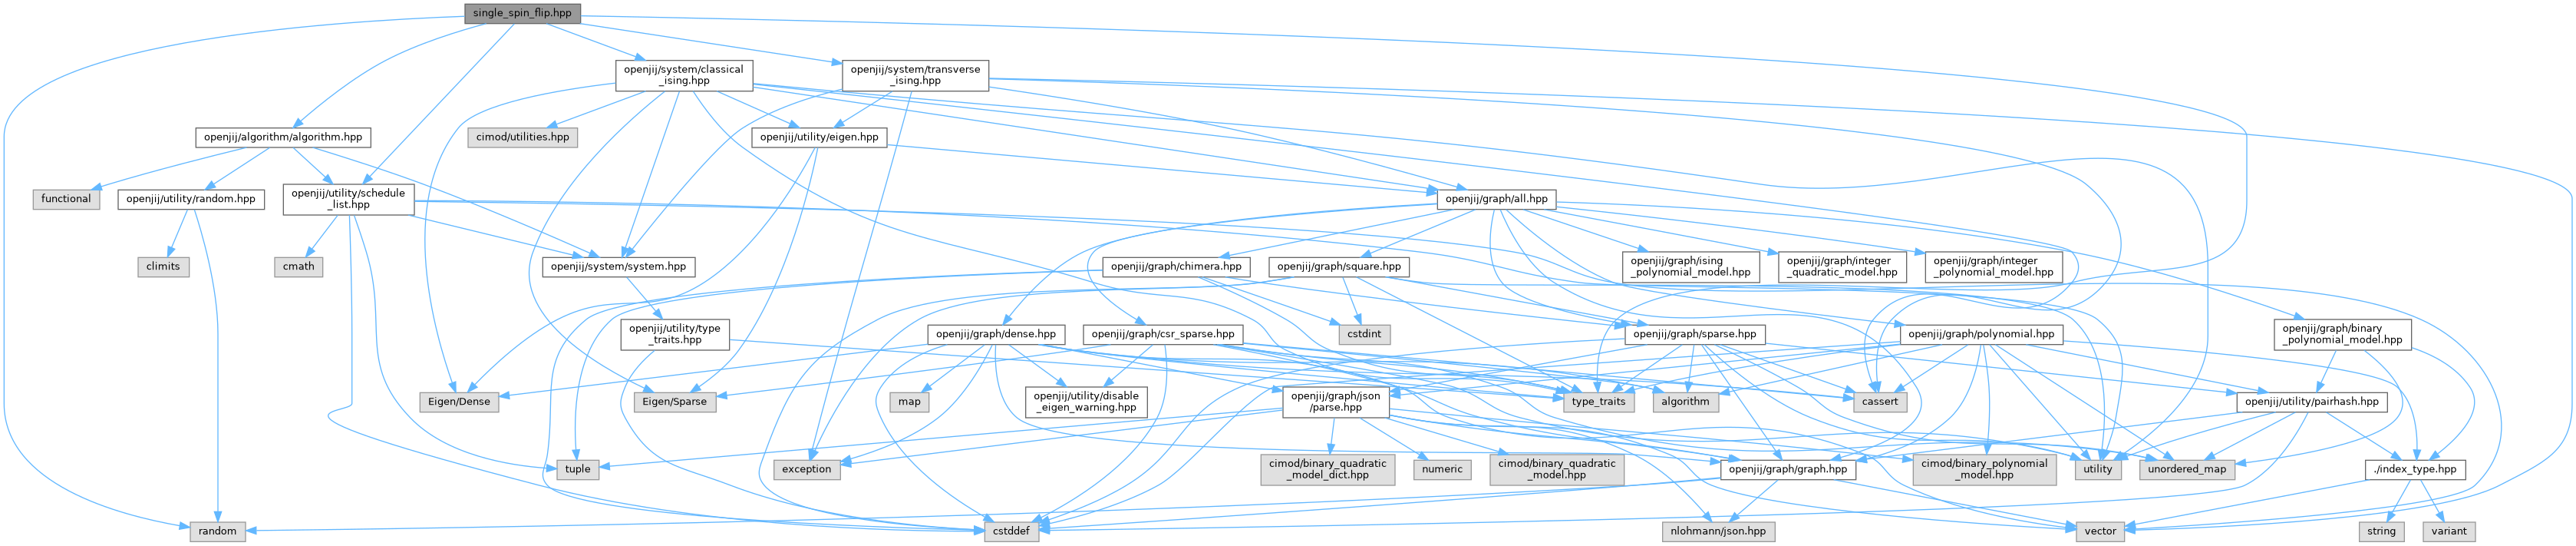 single_spin_flip.hpp
openjij/system/classical
_ising.hpp
openjij/system/transverse
_ising.hpp
openjij/algorithm/algorithm.hpp
cimod/utilities.hpp
openjij/utility/eigen.hpp
functional
openjij/utility/random.hpp
openjij/utility/schedule
_list.hpp
openjij/graph/all.hpp
climits
cmath
openjij/system/system.hpp
openjij/graph/chimera.hpp
openjij/graph/square.hpp
openjij/graph/ising
_polynomial_model.hpp
openjij/graph/integer
_quadratic_model.hpp
openjij/graph/integer
_polynomial_model.hpp
openjij/utility/type
_traits.hpp
openjij/graph/dense.hpp
openjij/graph/csr_sparse.hpp
cstdint
openjij/graph/sparse.hpp
openjij/graph/polynomial.hpp
openjij/graph/binary
_polynomial_model.hpp
Eigen/Dense
Eigen/Sparse
map
openjij/utility/disable
_eigen_warning.hpp
openjij/graph/json
/parse.hpp
type_traits
algorithm
cassert
openjij/utility/pairhash.hpp
tuple
exception
cimod/binary_quadratic
_model_dict.hpp
numeric
cimod/binary_quadratic
_model.hpp
openjij/graph/graph.hpp
cimod/binary_polynomial
_model.hpp
utility
unordered_map
./index_type.hpp
random
cstddef
nlohmann/json.hpp
vector
string
variant